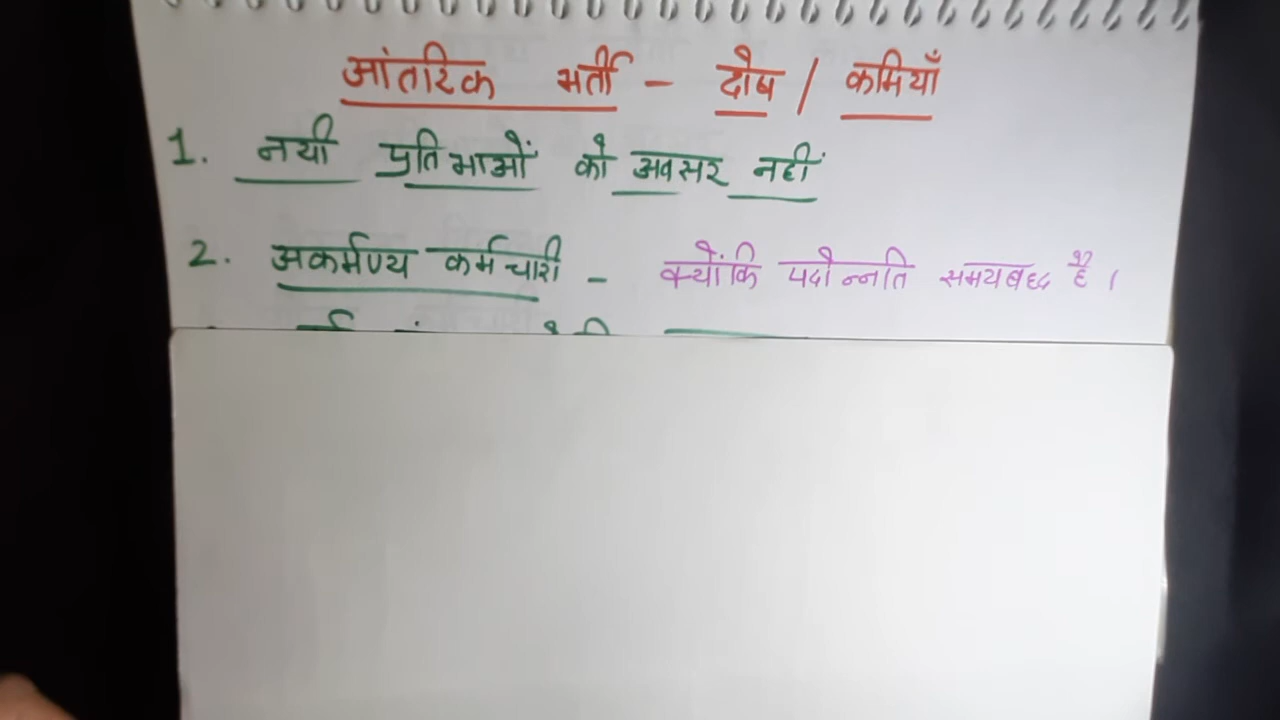 आंतरिक भर्ती - दोष / कमियाँ
1. नयी प्रतिभाओं को अवसर नहीं
2. अकर्मण्य कर्मचारी - क्योंकि पदोन्नति समयबद्ध है।